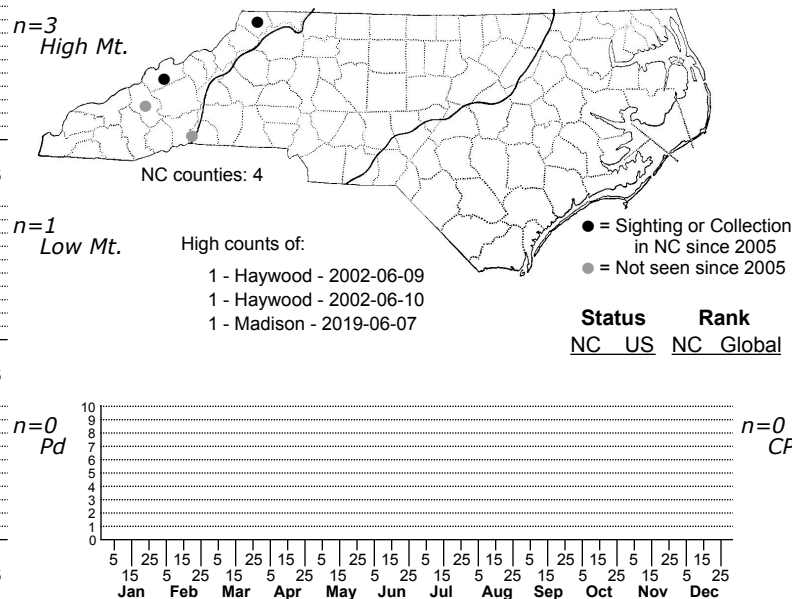 n=3
High Mt.
NC counties: 4
n=1
Low Mt.
High counts of:
1 - Haywood - 2002-06-09
1 - Haywood - 2002-06-10
1 - Madison - 2019-06-07
= Sighting or Collection
in NC since 2005
= Not seen since 2005
Status Rank
NC US NC Global
n=0
Pd
10
9
8
7
6
5
4
3
2
1
0
n=0
CP
5 25 15 5 25 15 5 25 15 5 25 15 5 25 15 5 25 15
15 5 25 15 5 25 15 5 25 15 5 25 15 5 25 15 5 25
Jan Feb Mar Apr May Jun Jul Aug Sep Oct Nov Dec